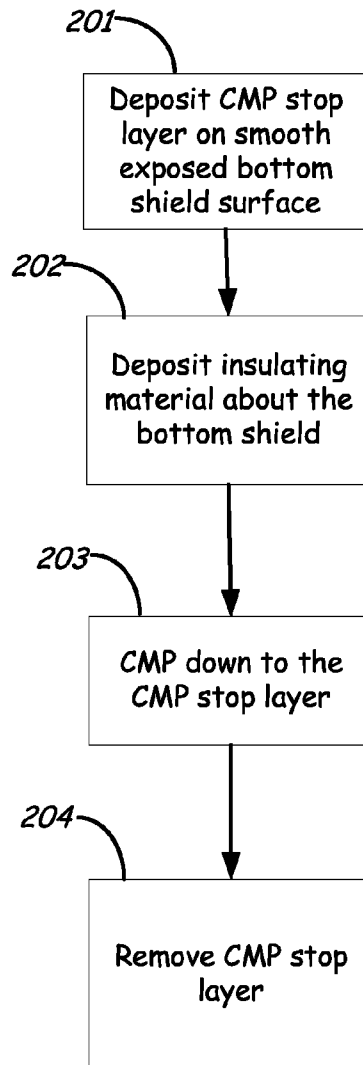 201
Deposit CMP stop
layer on smooth
exposed bottom
shield surface
202
Deposit insulating
material about the
bottom shield
203
CMP down to the
CMP stop layer
204
Remove CMP stop
layer